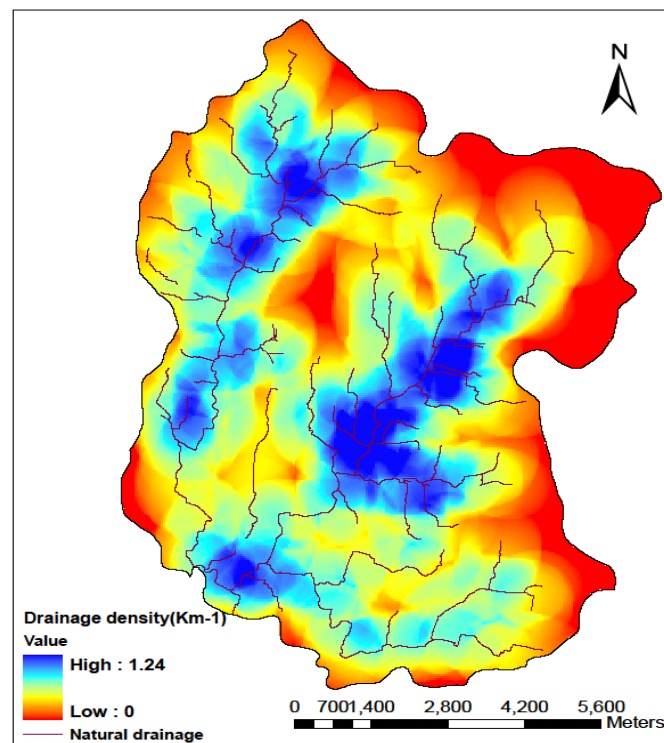 N
Drainage density(Km-1)
Value
High : 1.24
Low : 0
Natural drainage
0 7001,400 2,800 4,200 5,600
Meters